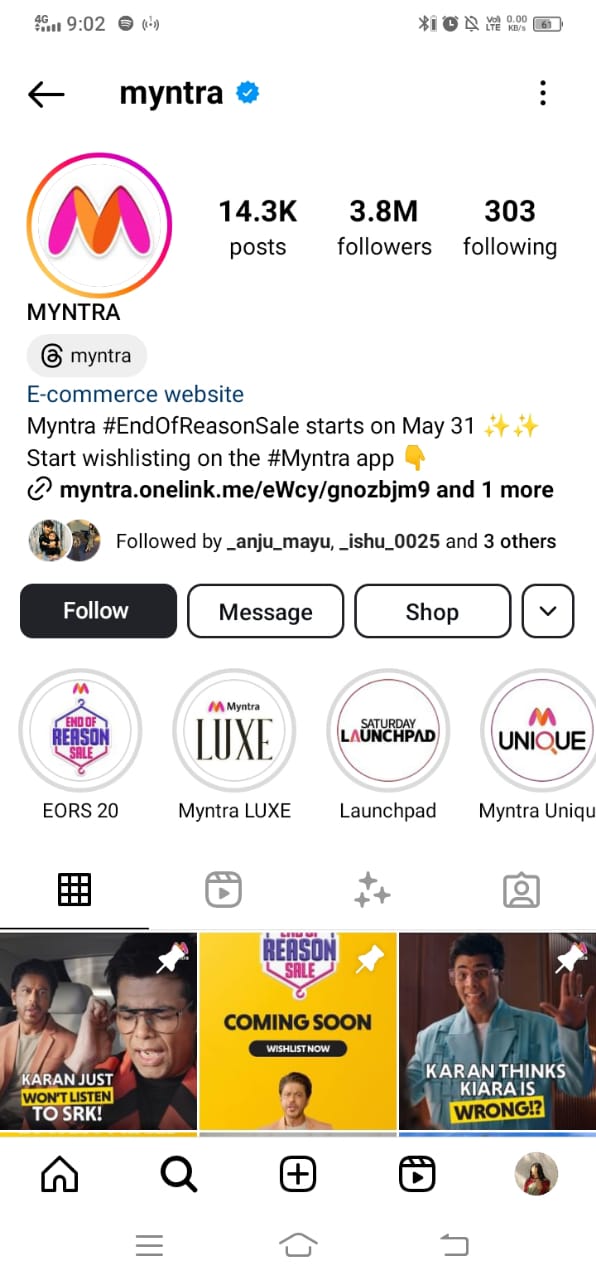 4G 9:02 Vo) LTE 0.00 KB/s 61
myntra
14.3K 3.8M 303
posts followers following
MYNTRA
myntra
E-commerce website
Myntra #EndOfReasonSale starts on May 31 ✨✨
Start wishlisting on the #Myntra app 👇
myntra.onelink.me/eWcy/gnozbjm9 and 1 more
Followed by _anju_mayu, _ishu_0025 and 3 others
Follow Message Shop
END OF
REASON
SALE
Myntra
LUXE
SATURDAY
LAUNCHPAD
UNIQUE
EORS 20 Myntra LUXE Launchpad Myntra Uniqu
KARAN JUST
WON'T LISTEN
TO SRK!
END OF
REASON
SALE
COMING SOON
WISHLIST NOW
KARAN THINKS
KIARA IS
WRONG!?